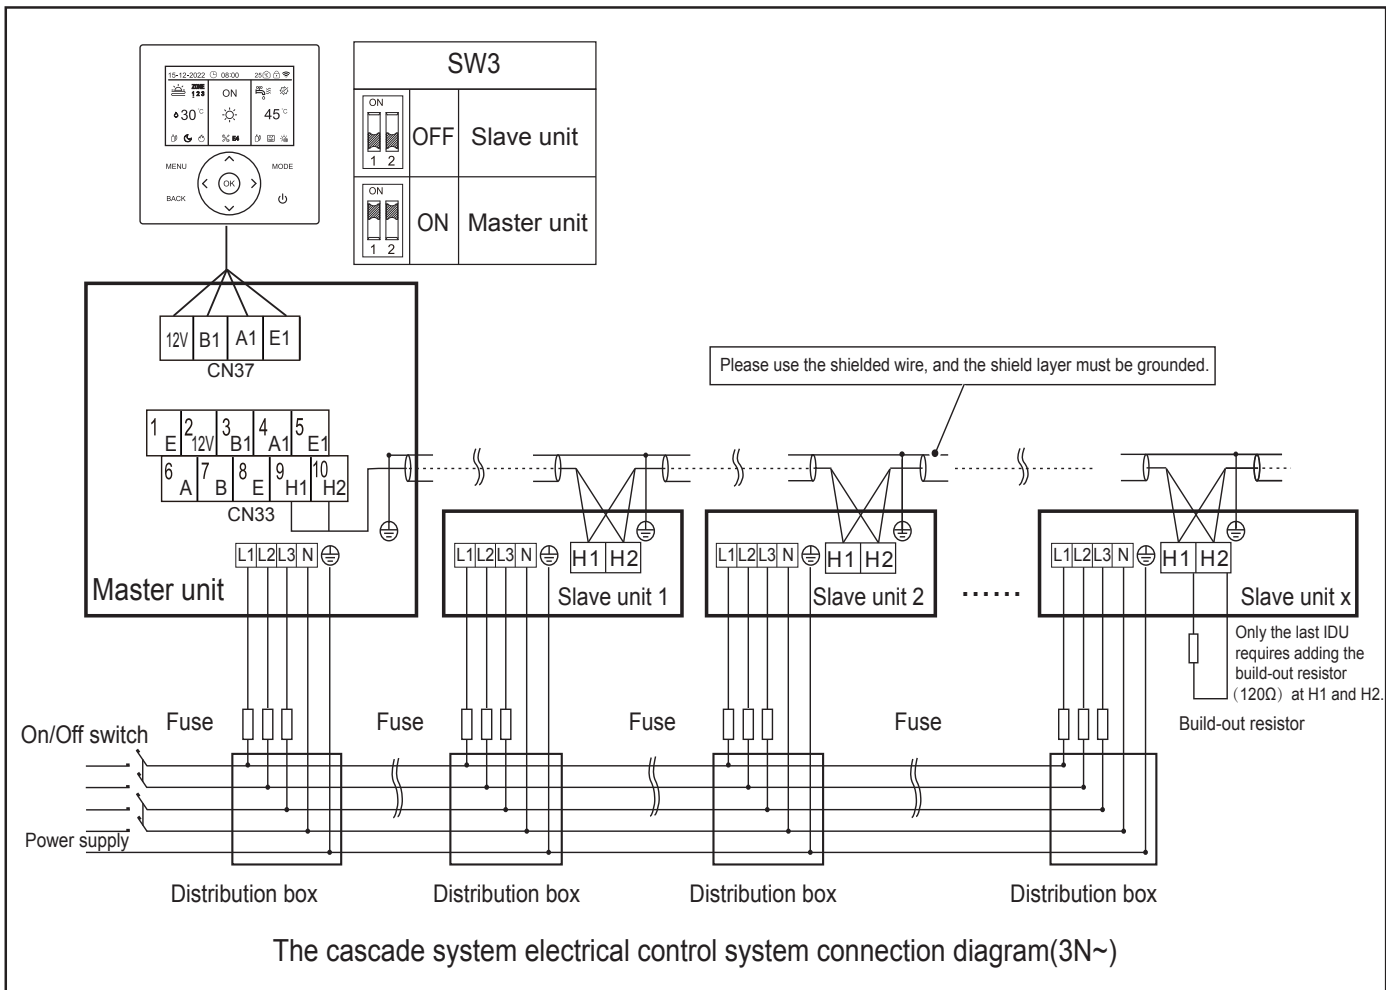 15-12-2022 08:00 25
ZONE
1 2 3
ON
30 °C
45 °C
MENU
MODE
OK
BACK
SW3
ON
1 2
OFF
Slave unit
ON
1 2
ON
Master unit
12V B1 A1 E1
CN37
Please use the shielded wire, and the shield layer must be grounded.
1 E 2 12V 3 B1 4 A1 5 E1
6 A 7 B 8 E 9 H1 10 H2
CN33
L1 L2 L3 N
Master unit
L1 L2 L3 N
H1 H2
Slave unit 1
L1 L2 L3 N
H1 H2
Slave unit 2
......
L1 L2 L3 N
H1 H2
Slave unit x
Only the last IDU
requires adding the
build-out resistor
（120Ω） at H1 and H2.
Build-out resistor
Fuse
Fuse
Fuse
Fuse
On/Off switch
Power supply
Distribution box
Distribution box
Distribution box
Distribution box
The cascade system electrical control system connection diagram(3N~)